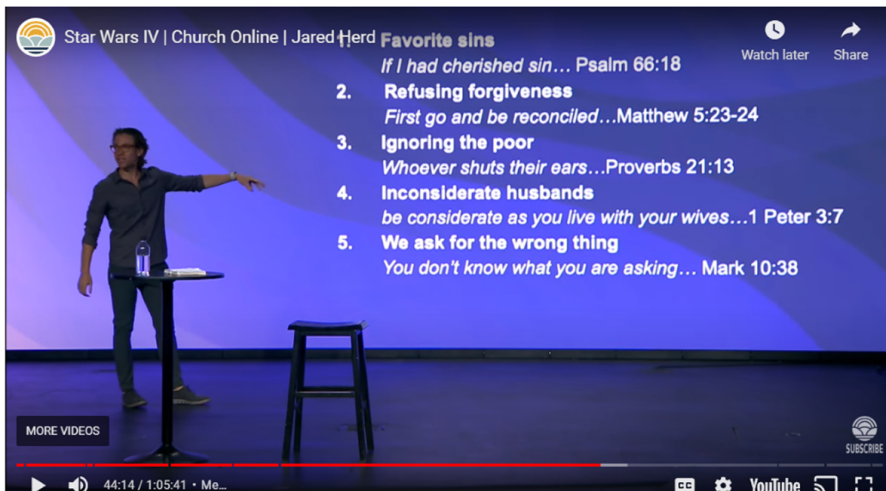 Star Wars IV | Church Online | Jared Herd
Watch later
Share
1. Favorite sins
If I had cherished sin... Psalm 66:18
2. Refusing forgiveness
First go and be reconciled...Matthew 5:23-24
3. Ignoring the poor
Whoever shuts their ears...Proverbs 21:13
4. Inconsiderate husbands
be considerate as you live with your wives...1 Peter 3:7
5. We ask for the wrong thing
You don't know what you are asking... Mark 10:38
MORE VIDEOS
SUBSCRIBE
44:14 / 1:05:41 • Me...
CC
YouTube